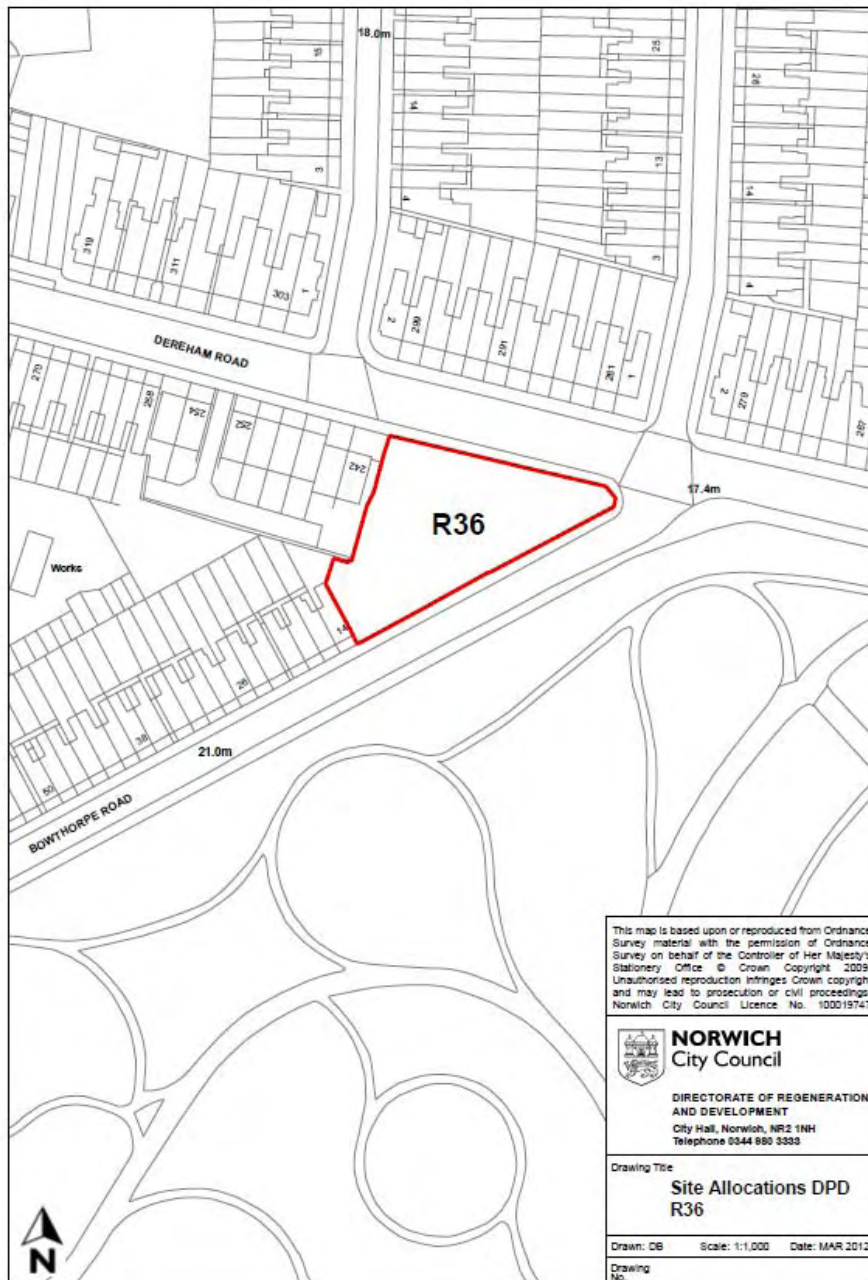 18.0m
15
25
26
14
3
13
14
4
3
4
319
311
303
1
2
299
291
281
1
2
279
267
DEREHAM ROAD
270
258
254
252
242
17.4m
R36
Works
14
26
38
50
21.0m
BOWTHORPE ROAD
This map is based upon or reproduced from Ordnance
Survey material with the permission of Ordnance
Survey on behalf of the Controller of Her Majesty's
Stationery Office © Crown Copyright 2009.
Unauthorised reproduction infringes Crown copyright
and may lead to prosecution or civil proceedings.
Norwich City Council Licence No. 100019747
NORWICH
City Council
DIRECTORATE OF REGENERATION
AND DEVELOPMENT
City Hall, Norwich, NR2 1NH
Telephone 0344 980 3333
Drawing Title
Site Allocations DPD
R36
Drawn: DB Scale: 1:1,000 Date: MAR 2012
Drawing
No.
N